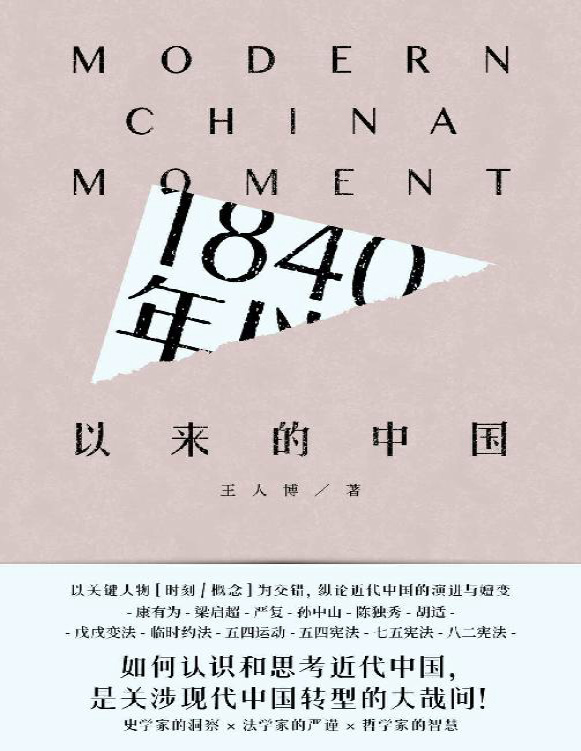 MODERN
CHINA
MOMENT
1840
年以
以来的中国
王人博/著
以关键人物[时刻/概念]为交错,纵论近代中国的演进与嬗变
-康有为-梁启超-严复-孙中山-陈独秀-胡适-
-戊戌变法-临时约法-五四运动-五四宪法-七五宪法-八二宪法-
如何认识和思考近代中国,
是关涉现代中国转型的大哉问!
史学家的洞察×法学家的严谨×哲学家的智慧